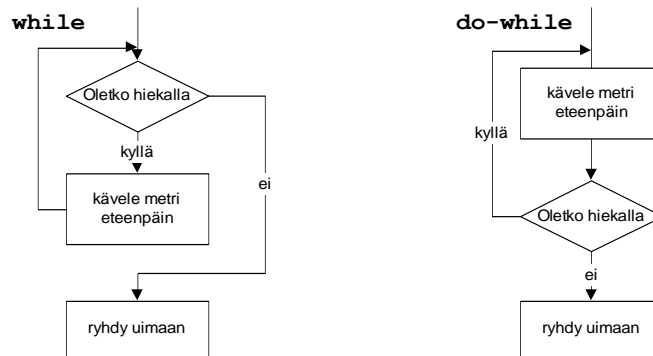 while
Oletko hiekalla
kyllä
kävele metri
eteenpäin
ei
ryhdy uimaan
do-while
kävele metri
eteenpäin
kyllä
Oletko hiekalla
ei
ryhdy uimaan